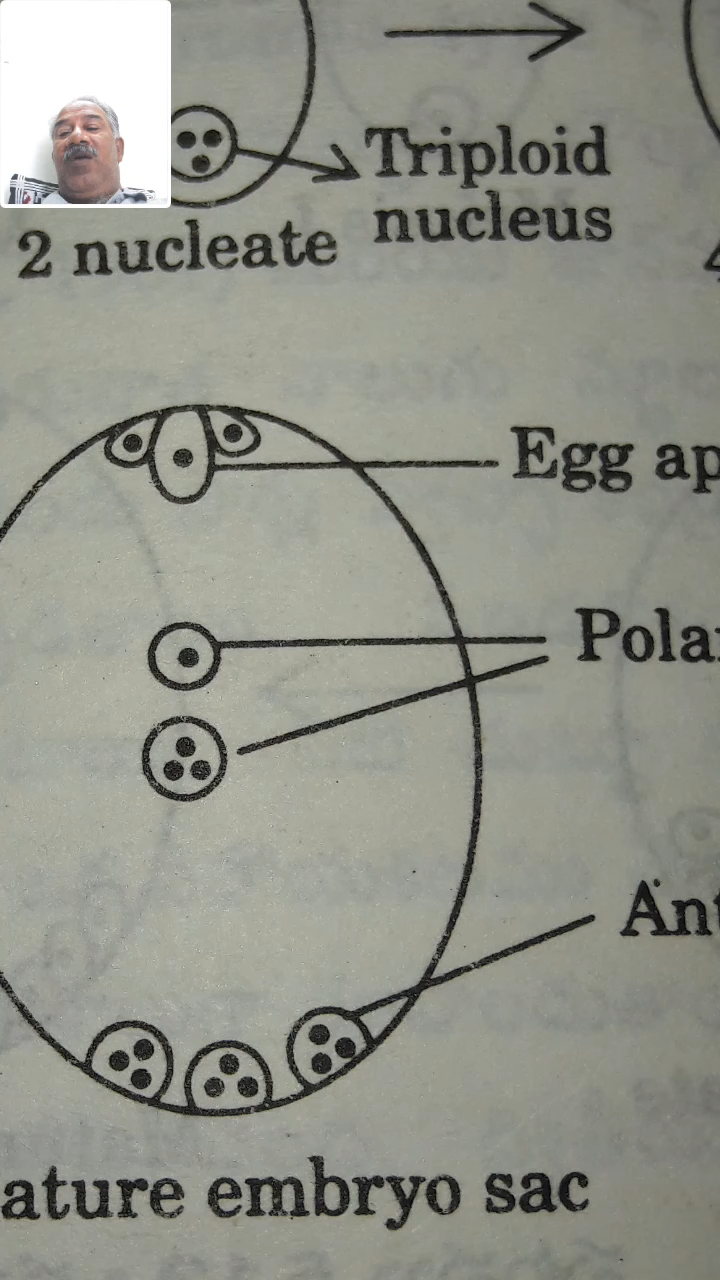 Triploid
nucleus
2 nucleate
Egg ap
Pola
Ant
ature embryo sac